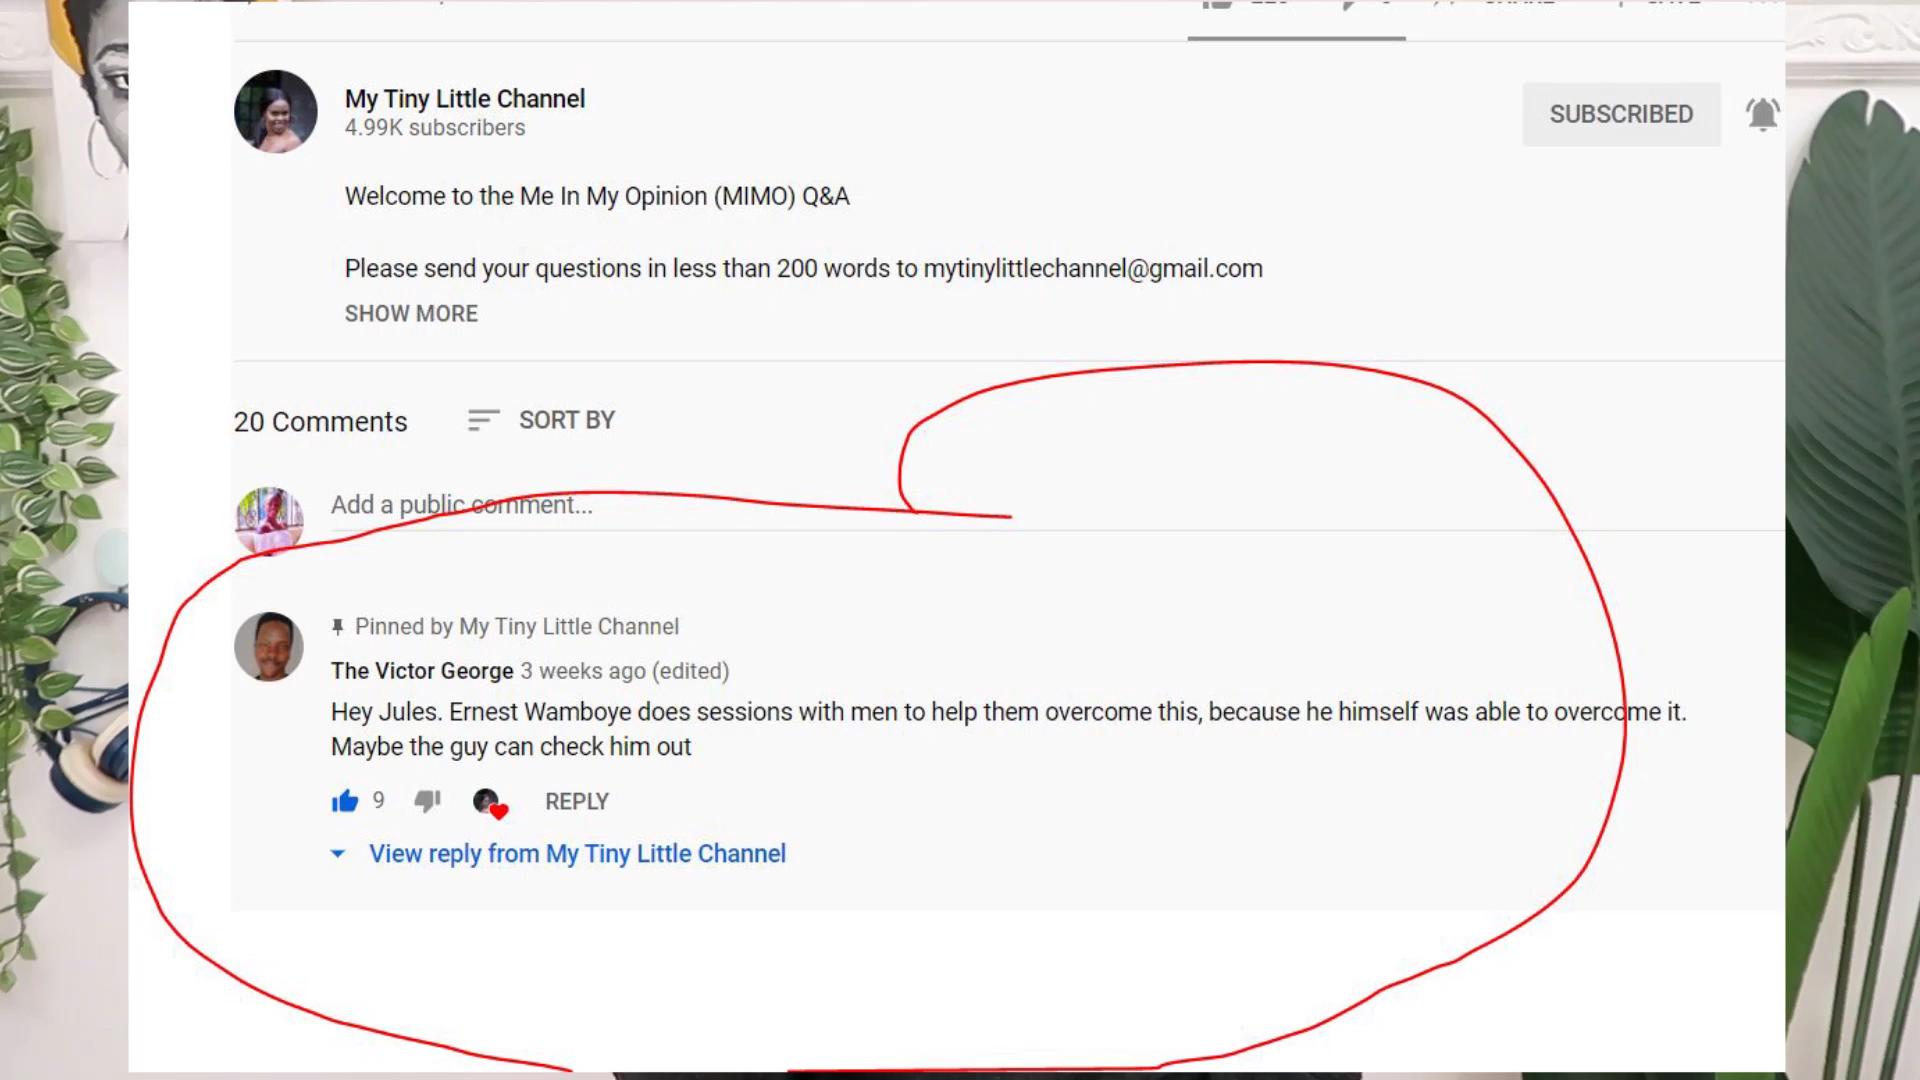 My Tiny Little Channel
4.99K subscribers
SUBSCRIBED
Welcome to the Me In My Opinion (MIMO) Q&A
Please send your questions in less than 200 words to mytinylittlechannel@gmail.com
SHOW MORE
20 Comments
SORT BY
Add a public comment...
Pinned by My Tiny Little Channel
The Victor George 3 weeks ago (edited)
Hey Jules. Ernest Wamboye does sessions with men to help them overcome this, because he himself was able to overcome it.
Maybe the guy can check him out
9
REPLY
View reply from My Tiny Little Channel